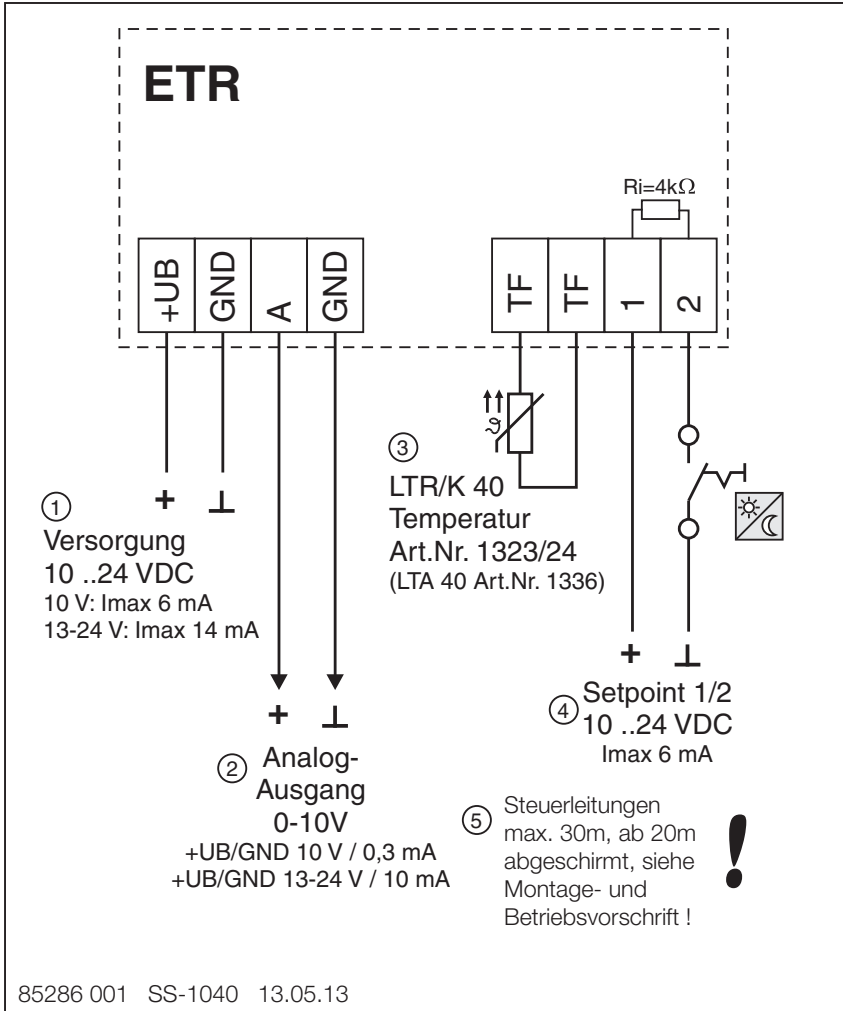 ETR
Ri=4kΩ
+UB
GND
A
GND
TF
TF
1
2
+ ⊥
① Versorgung
10 ..24 VDC
10 V: Imax 6 mA
13-24 V: Imax 14 mA
+ ⊥
② Analog-
Ausgang
0-10V
+UB/GND 10 V / 0,3 mA
+UB/GND 13-24 V / 10 mA
ϑ
③
LTR/K 40
Temperatur
Art.Nr. 1323/24
(LTA 40 Art.Nr. 1336)
+ ⊥
④ Setpoint 1/2
10 ..24 VDC
Imax 6 mA
⑤ Steuerleitungen
max. 30m, ab 20m
abgeschirmt, siehe
Montage- und
Betriebsvorschrift !
!
85286 001 SS-1040 13.05.13